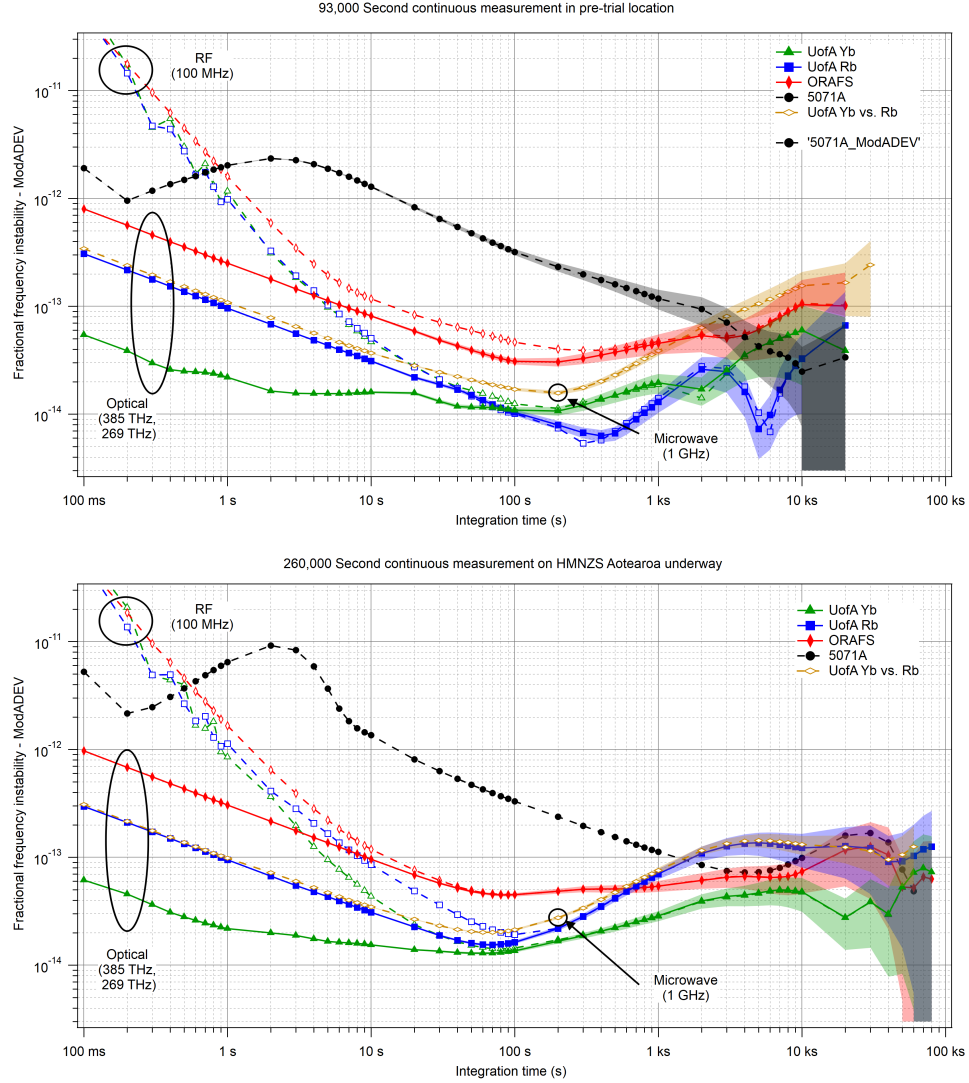 93,000 Second continuous measurement in pre-trial location
Fractional frequency instability - ModADEV
10⁻¹¹
10⁻¹²
10⁻¹³
10⁻¹⁴
RF
(100 MHz)
UofA Yb
UofA Rb
ORAFS
5071A
UofA Yb vs. Rb
'5071A_ModADEV'
Optical
(385 THz,
269 THz)
Microwave
(1 GHz)
100 ms
1 s
10 s
100 s
1 ks
10 ks
100 ks
Integration time (s)
260,000 Second continuous measurement on HMNZS Aotearoa underway
Fractional frequency instability - ModADEV
10⁻¹¹
10⁻¹²
10⁻¹³
10⁻¹⁴
RF
(100 MHz)
UofA Yb
UofA Rb
ORAFS
5071A
UofA Yb vs. Rb
Optical
(385 THz,
269 THz)
Microwave
(1 GHz)
100 ms
1 s
10 s
100 s
1 ks
10 ks
100 ks
Integration time (s)